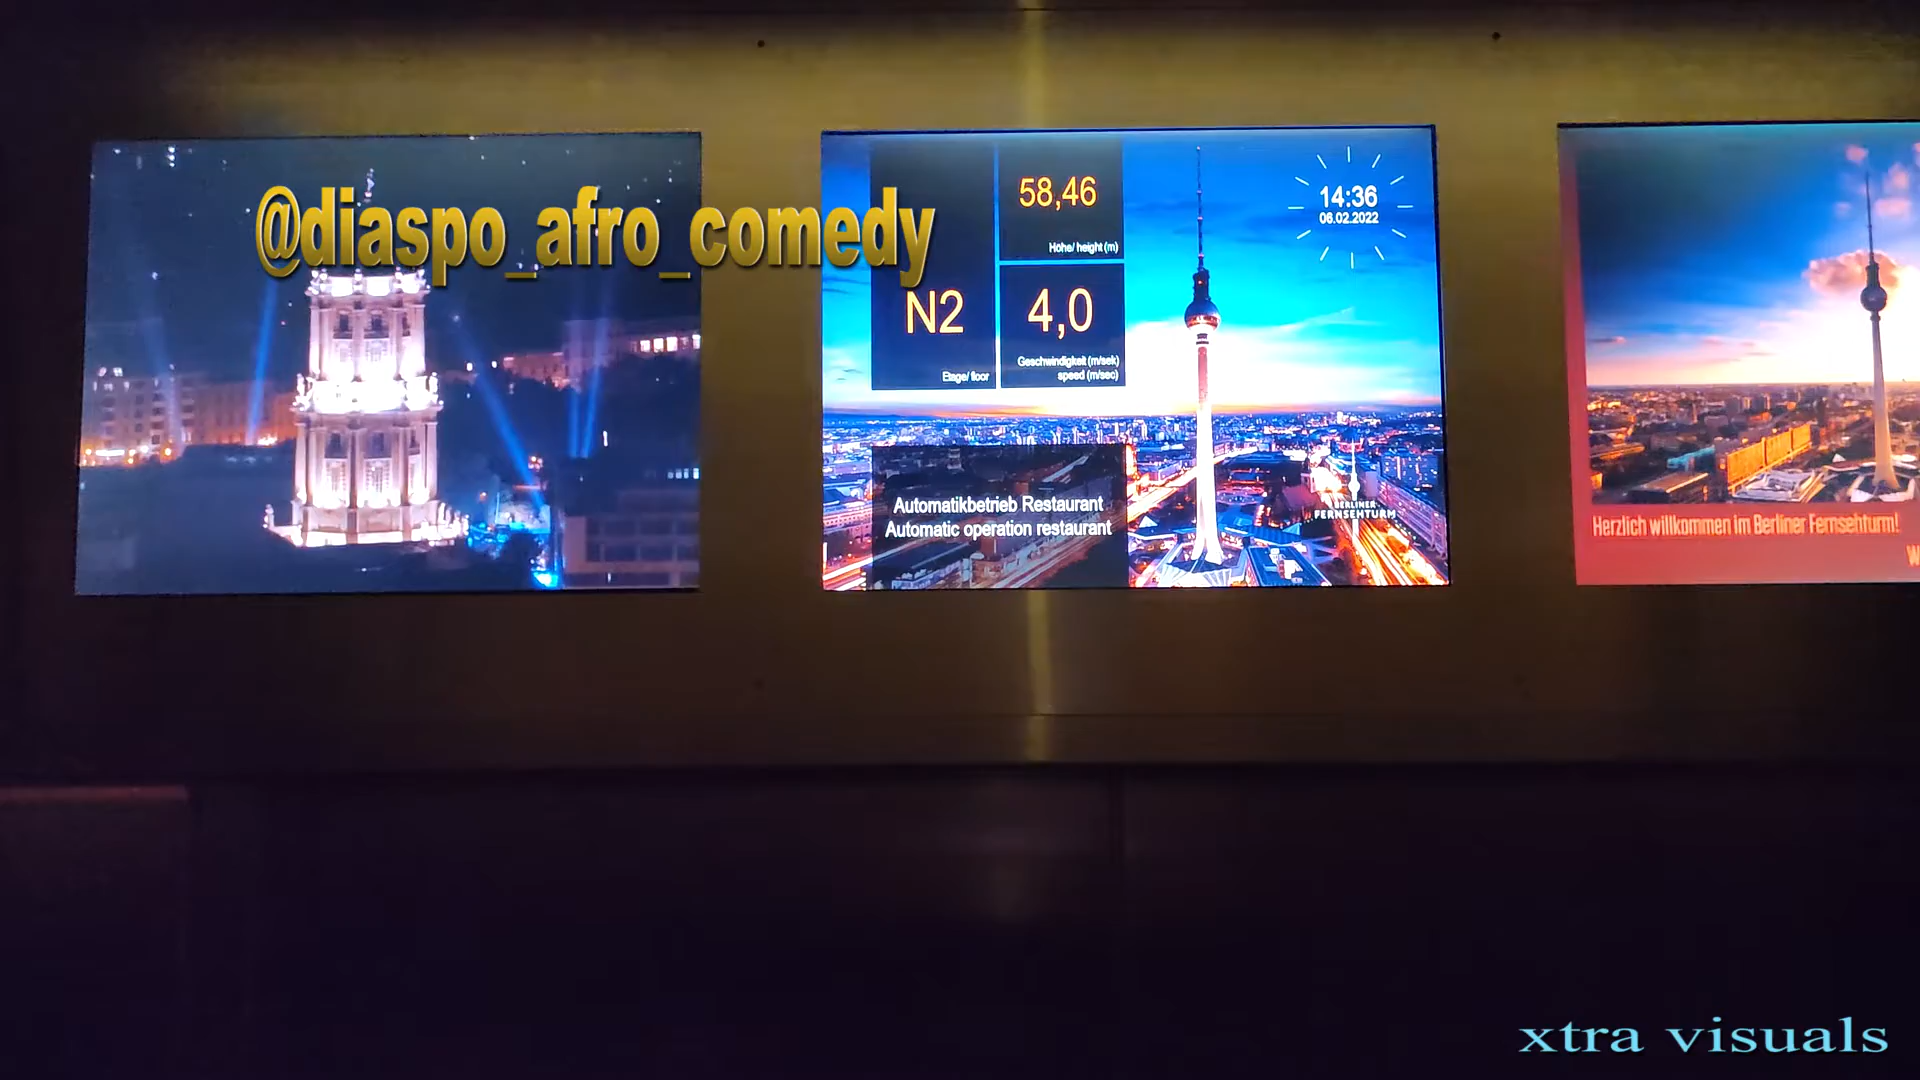 @diaspo_afro_comedy
58,46
Höhe/ height (m)
N2
Etage/ floor
4,0
Geschwindigkeit (m/sek)
speed (m/sec)
14:36
06.02.2022
Automatikbetrieb Restaurant
Automatic operation restaurant
BERLINER
FERNSEHTURM
Herzlich willkommen im Berliner Fernsehturm!
W
xtra visuals